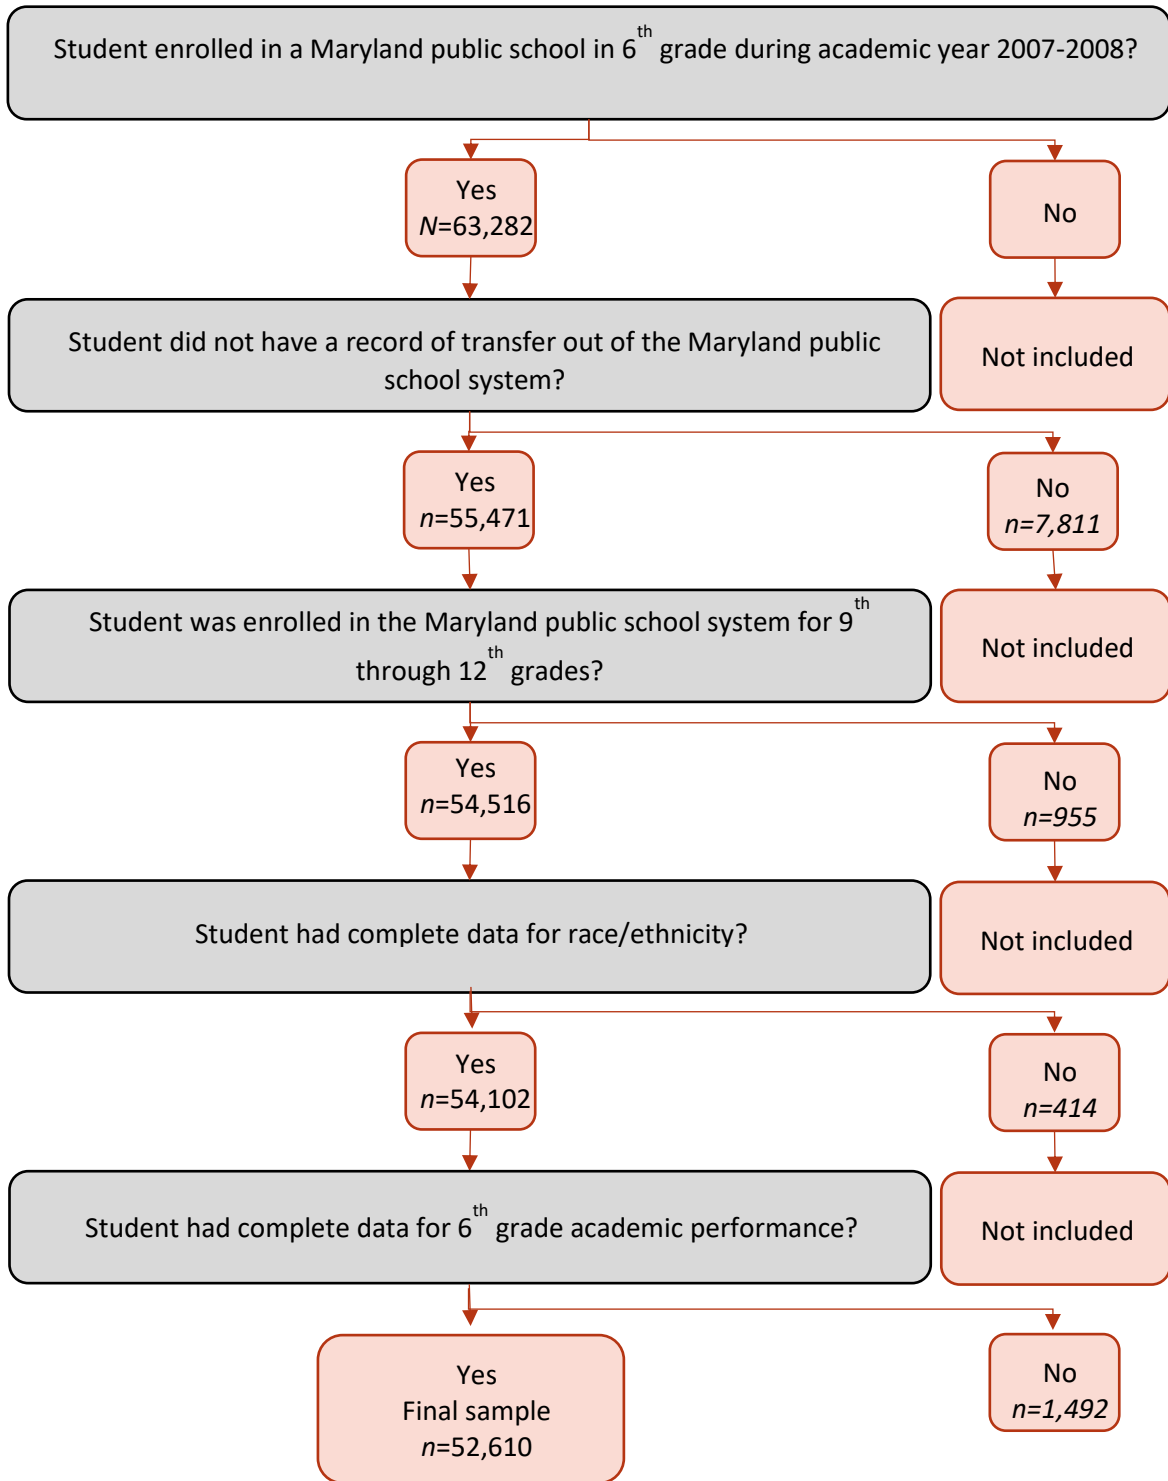 Student enrolled in a Maryland public school in 6th grade during academic year 2007-2008?
Yes
N=63,282
No
Student did not have a record of transfer out of the Maryland public
school system?
Not included
Yes
n=55,471
No
n=7,811
Student was enrolled in the Maryland public school system for 9th
through 12th grades?
Not included
Yes
n=54,516
No
n=955
Student had complete data for race/ethnicity?
Not included
Yes
n=54,102
No
n=414
Student had complete data for 6th grade academic performance?
Not included
Yes
Final sample
n=52,610
No
n=1,492